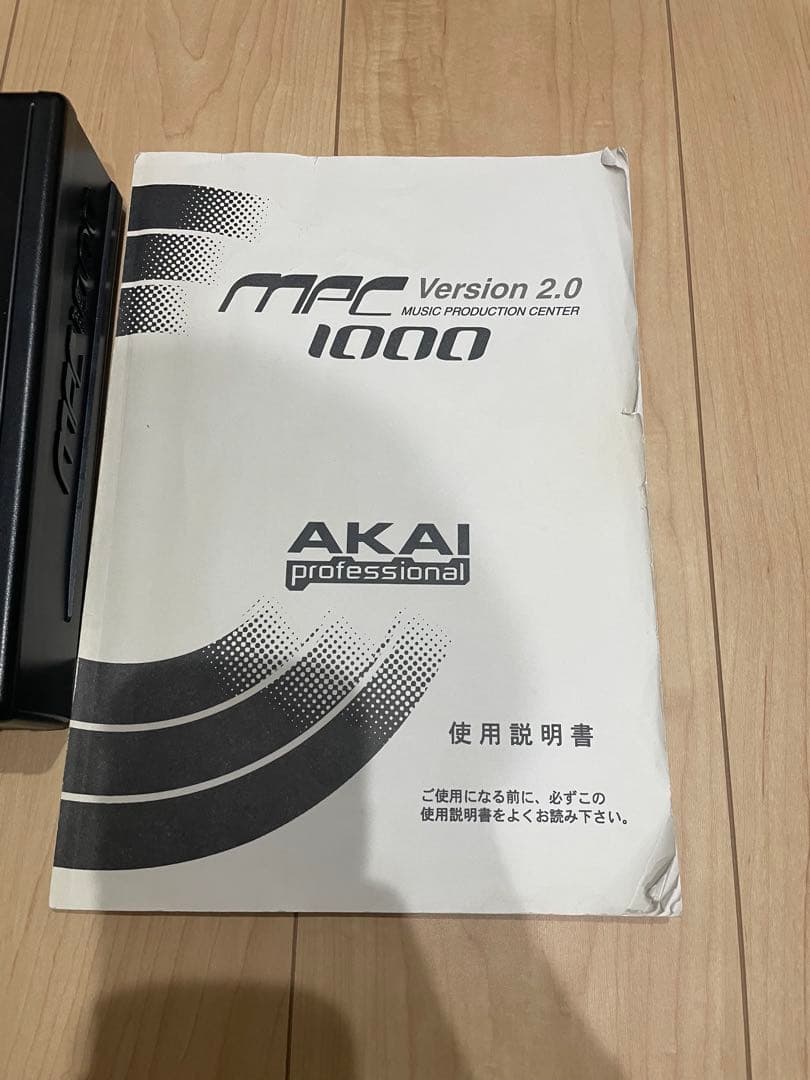 MPC Version 2.0
MUSIC PRODUCTION CENTER
1000
AKAI
professional
使用説明書
ご使用になる前に、必ずこの
使用説明書をよくお読み下さい。
MPC1000